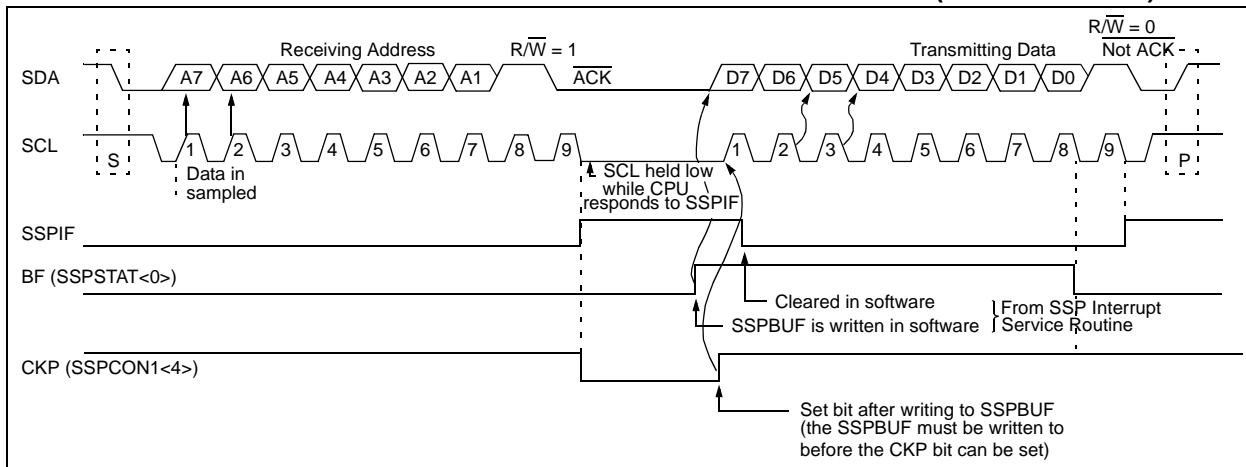 R/W = 0
Receiving Address R/W = 1 Transmitting Data Not ACK
SDA A7 A6 A5 A4 A3 A2 A1 ACK D7 D6 D5 D4 D3 D2 D1 D0
SCL S 1 2 3 4 5 6 7 8 9 1 2 3 4 5 6 7 8 9 P
Data in
sampled
SCL held low
while CPU
responds to SSPIF
SSPIF
BF (SSPSTAT<0>)
Cleared in software
SSPBUF is written in software
From SSP Interrupt
Service Routine
CKP (SSPCON1<4>)
Set bit after writing to SSPBUF
(the SSPBUF must be written to
before the CKP bit can be set)